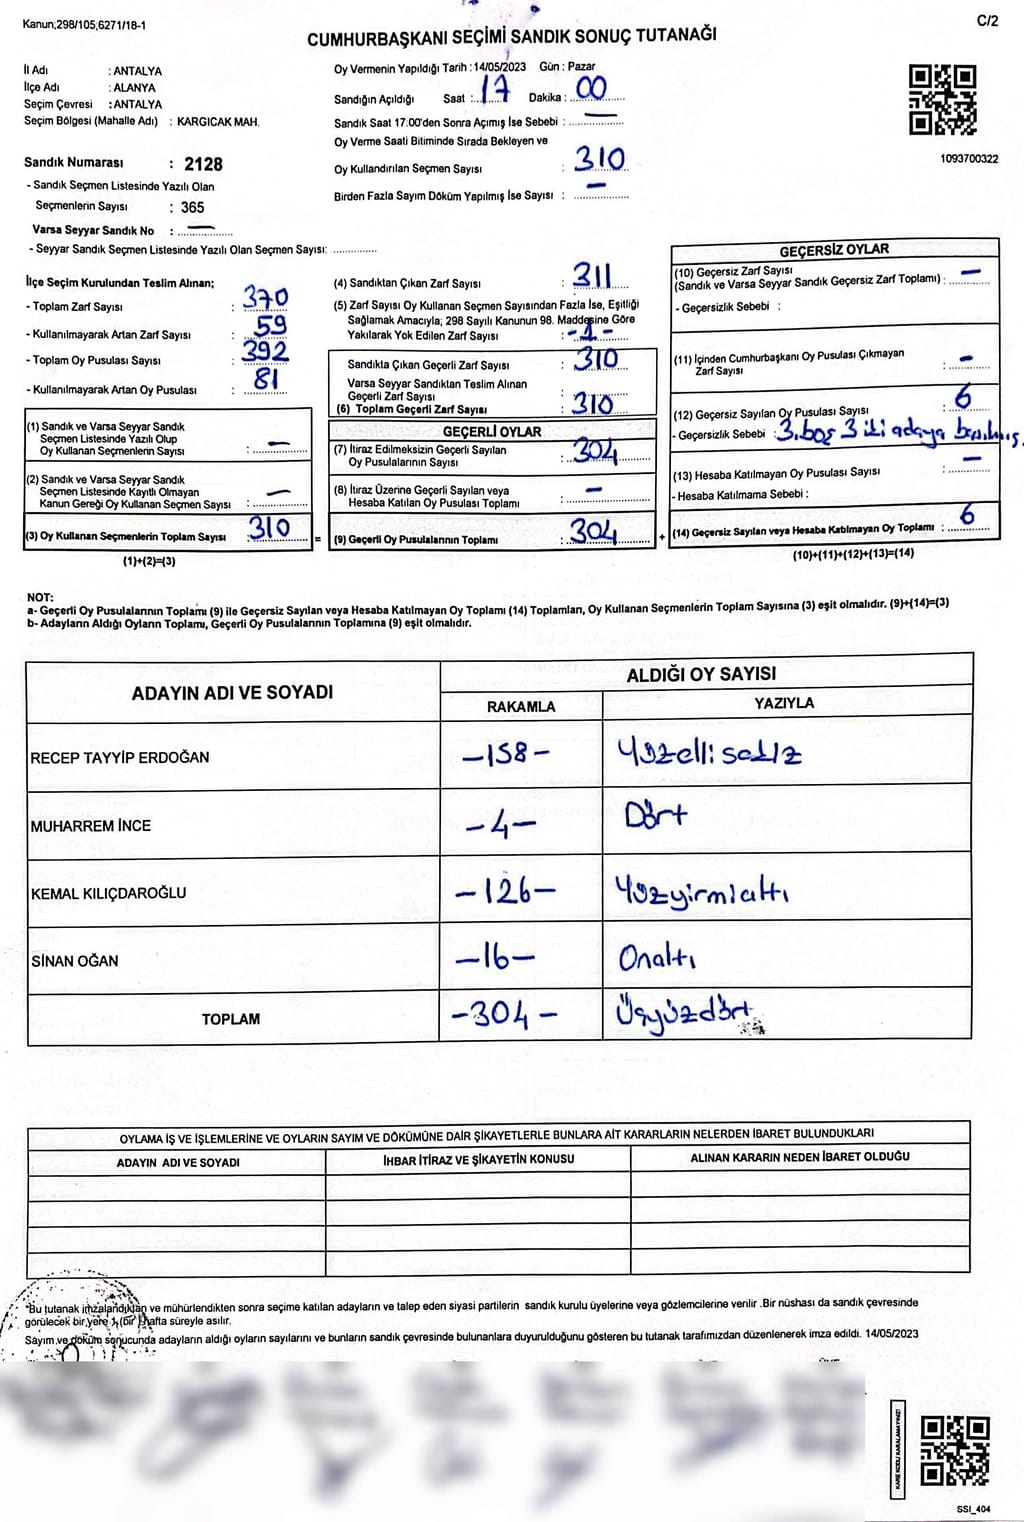 Kanun;298/105,6271/18-1
C/2
CUMHURBAŞKANI SEÇİMİ SANDIK SONUÇ TUTANAĞI
İl Adı : ANTALYA
İlçe Adı : ALANYA
Seçim Çevresi : ANTALYA
Seçim Bölgesi (Mahalle Adı) : KARGICAK MAH.
Sandık Numarası : 2128
- Sandık Seçmen Listesinde Yazılı Olan
Seçmenlerin Sayısı : 365
Varsa Seyyar Sandık No : —
- Seyyar Sandık Seçmen Listesinde Yazılı Olan Seçmen Sayısı: ..............
Oy Vermenin Yapıldığı Tarih : 14/05/2023 Gün : Pazar
Sandığın Açıldığı Saat : 17 Dakika : 00
Sandık Saat 17:00'den Sonra Açımış İse Sebebi : —
Oy Verme Saati Bitiminde Sırada Bekleyen ve
Oy Kullandırılan Seçmen Sayısı : 310
Birden Fazla Sayım Döküm Yapılmış İse Sayısı : —
1093700322
İlçe Seçim Kurulundan Teslim Alınan;
- Toplam Zarf Sayısı : 370
- Kullanılmayarak Artan Zarf Sayısı : 59
- Toplam Oy Pusulası Sayısı : 392
- Kullanılmayarak Artan Oy Pusulası : 81
(1) Sandık ve Varsa Seyyar Sandık
Seçmen Listesinde Yazılı Olup
Oy Kullanan Seçmenlerin Sayısı : —
(2) Sandık ve Varsa Seyyar Sandık
Seçmen Listesinde Kayıtlı Olmayan
Kanun Gereği Oy Kullanan Seçmen Sayısı : —
(3) Oy Kullanan Seçmenlerin Toplam Sayısı : 310 =
(1)+(2)=(3)
(4) Sandıktan Çıkan Zarf Sayısı : 311
(5) Zarf Sayısı Oy Kullanan Seçmen Sayısından Fazla İse, Eşitliği
Sağlamak Amacıyla; 298 Sayılı Kanunun 98. Maddesine Göre
Yakılarak Yok Edilen Zarf Sayısı : -1-
Sandıkta Çıkan Geçerli Zarf Sayısı : 310
Varsa Seyyar Sandıktan Teslim Alınan
Geçerli Zarf Sayısı :
(6) Toplam Geçerli Zarf Sayısı : 310
GEÇERLİ OYLAR
(7) İtiraz Edilmeksizin Geçerli Sayılan
Oy Pusulalarının Sayısı : 304
(8) İtiraz Üzerine Geçerli Sayılan veya
Hesaba Katılan Oy Pusulası Toplamı : —
(9) Geçerli Oy Pusulalarının Toplamı : 304 +
GEÇERSİZ OYLAR
(10) Geçersiz Zarf Sayısı
(Sandık ve Varsa Seyyar Sandık Geçersiz Zarf Toplamı) : —
- Geçersizlik Sebebi :
(11) İçinden Cumhurbaşkanı Oy Pusulası Çıkmayan
Zarf Sayısı : —
(12) Geçersiz Sayılan Oy Pusulası Sayısı : 6
- Geçersizlik Sebebi : 3.boş 3 iki adaya basılmış.
(13) Hesaba Katılmayan Oy Pusulası Sayısı : —
- Hesaba Katılmama Sebebi :
(14) Geçersiz Sayılan veya Hesaba Katılmayan Oy Toplamı : 6
(10)+(11)+(12)+(13)=(14)
NOT:
a- Geçerli Oy Pusulalarının Toplamı (9) ile Geçersiz Sayılan veya Hesaba Katılmayan Oy Toplamı (14) Toplamları, Oy Kullanan Seçmenlerin Toplam Sayısına (3) eşit olmalıdır. (9)+(14)=(3)
b- Adayların Aldığı Oyların Toplamı, Geçerli Oy Pusulalarının Toplamına (9) eşit olmalıdır.
ADAYIN ADI VE SOYADI
ALDIĞI OY SAYISI
RAKAMLA YAZIYLA
RECEP TAYYİP ERDOĞAN -158- Yüzellisekiz
MUHARREM İNCE -4- Dört
KEMAL KILIÇDAROĞLU -126- Yüzyirmialtı
SİNAN OĞAN -16- Onaltı
TOPLAM -304- Üçyüzdört
OYLAMA İŞ VE İŞLEMLERİNE VE OYLARIN SAYIM VE DÖKÜMÜNE DAİR ŞİKAYETLERLE BUNLARA AİT KARARLARIN NELERDEN İBARET BULUNDUKLARI
ADAYIN ADI VE SOYADI İHBAR İTİRAZ VE ŞİKAYETİN KONUSU ALINAN KARARIN NEDEN İBARET OLDUĞU
*Bu tutanak imzalandıktan ve mühürlendikten sonra seçime katılan adayların ve talep eden siyasi partilerin sandık kurulu üyelerine veya gözlemcilerine verilir .Bir nüshası da sandık çevresinde
görülecek bir yere 1 (bir) hafta süreyle asılır.
Sayım ve döküm sonucunda adayların aldığı oyların sayılarını ve bunların sandık çevresinde bulunanlara duyurulduğunu gösteren bu tutanak tarafımızdan düzenlenerek imza edildi. 14/05/2023
KARE KODU KARALAMAYINIZ!
SSI_404